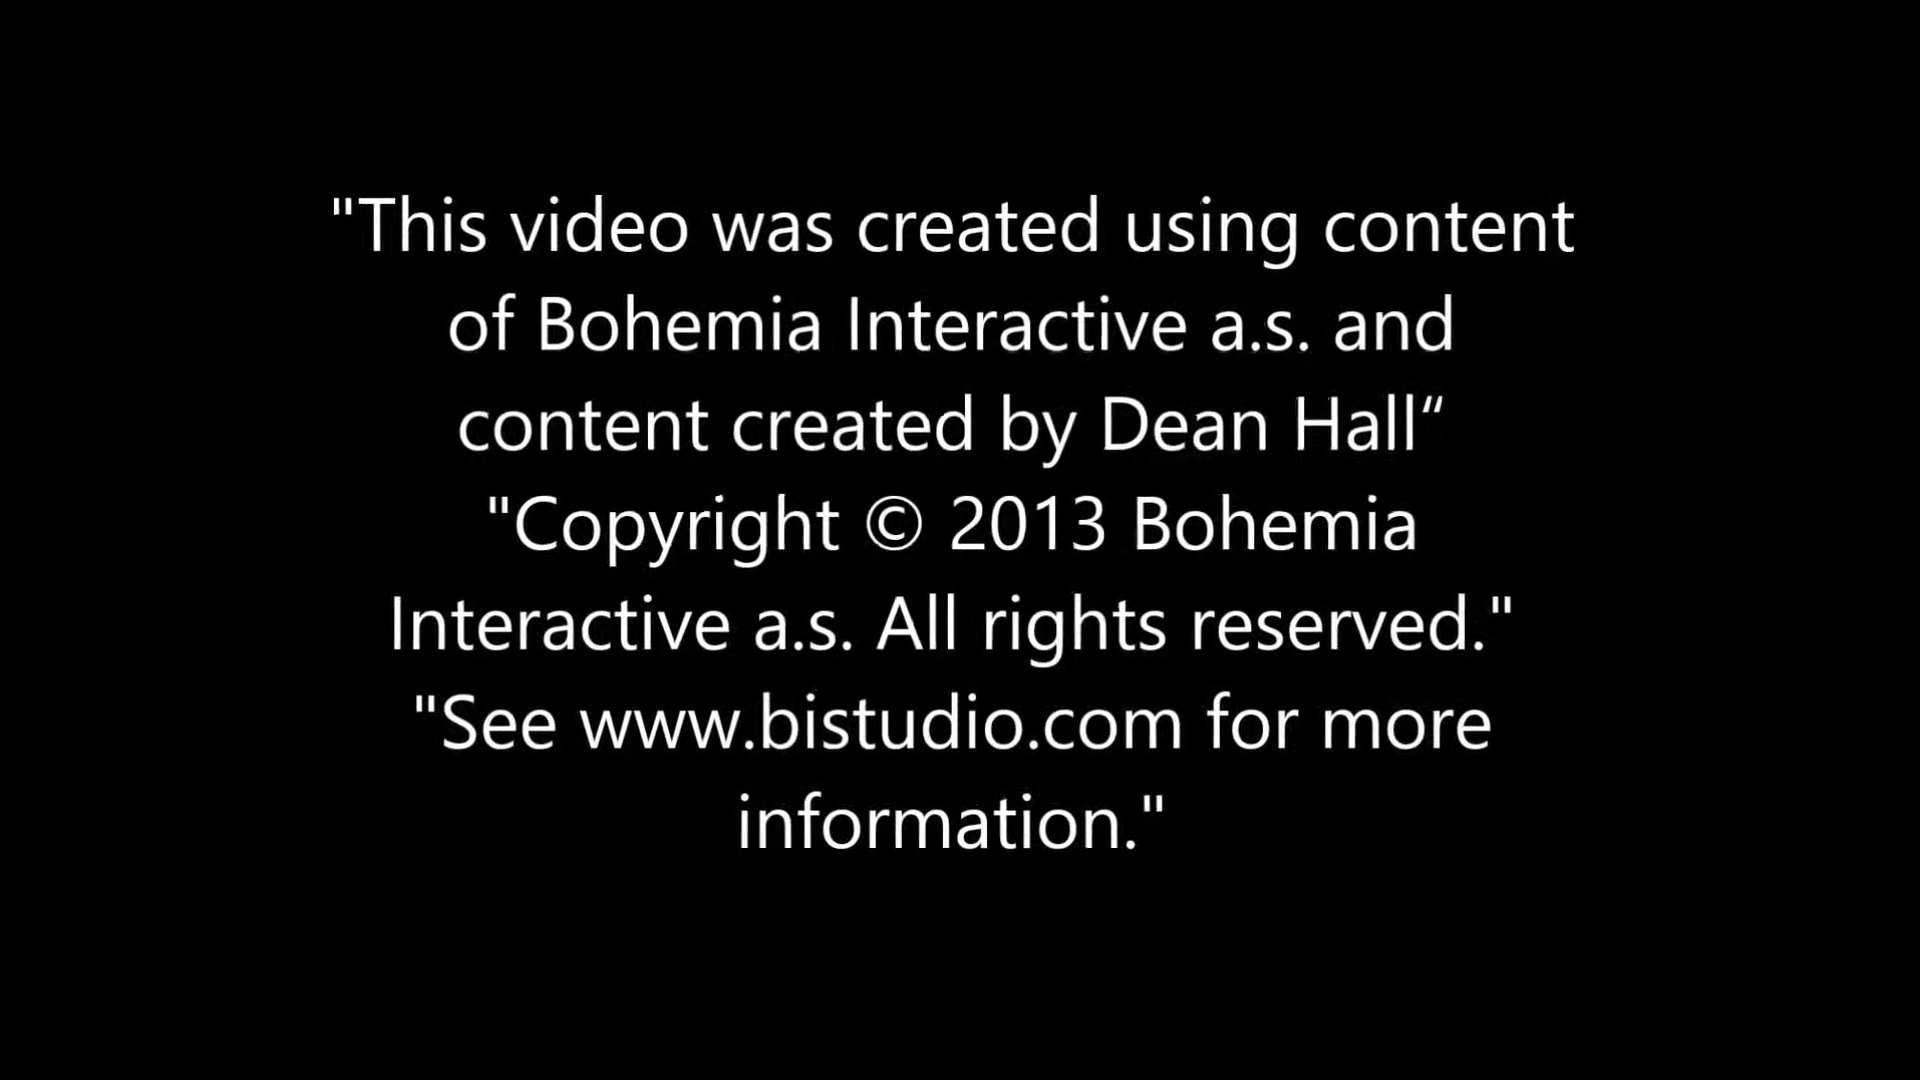 "This video was created using content
of Bohemia Interactive a.s. and
content created by Dean Hall“
"Copyright © 2013 Bohemia
Interactive a.s. All rights reserved."
"See www.bistudio.com for more
information."